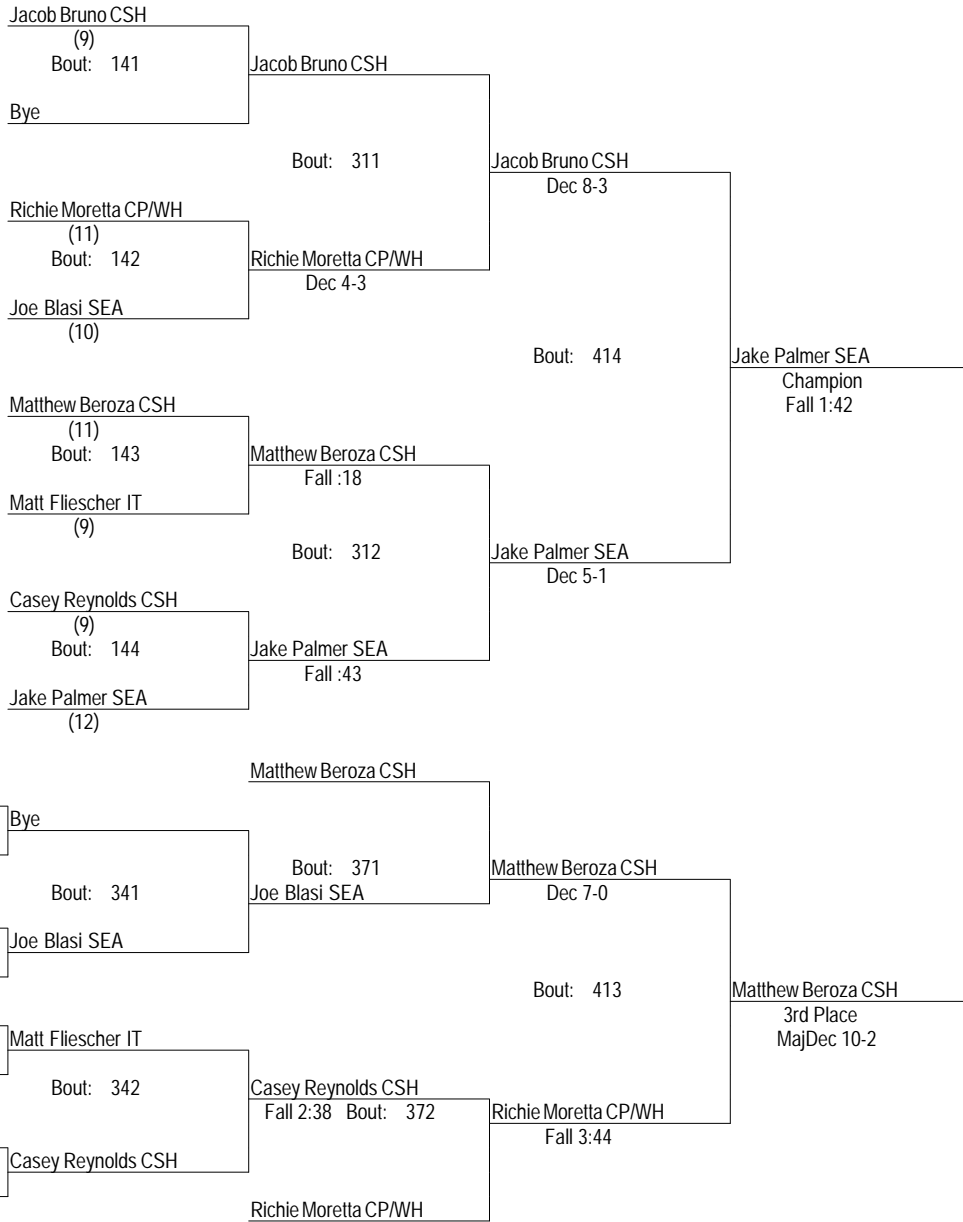 Jacob Bruno CSH
(9)
Bout: 141
Jacob Bruno CSH
Bye
Bout: 311
Jacob Bruno CSH
Dec 8-3
Richie Moretta CP/WH
(11)
Bout: 142
Richie Moretta CP/WH
Dec 4-3
Joe Blasi SEA
(10)
Bout: 414
Jake Palmer SEA
Champion
Fall 1:42
Matthew Beroza CSH
(11)
Bout: 143
Matthew Beroza CSH
Fall :18
Matt Fliescher IT
(9)
Bout: 312
Jake Palmer SEA
Dec 5-1
Casey Reynolds CSH
(9)
Bout: 144
Jake Palmer SEA
Fall :43
Jake Palmer SEA
(12)
Matthew Beroza CSH
Bye
Bout: 371
Matthew Beroza CSH
Dec 7-0
Bout: 341
Joe Blasi SEA
Joe Blasi SEA
Bout: 413
Matthew Beroza CSH
3rd Place
MajDec 10-2
Matt Fliescher IT
Bout: 342
Casey Reynolds CSH
Fall 2:38 Bout: 372
Richie Moretta CP/WH
Fall 3:44
Casey Reynolds CSH
Richie Moretta CP/WH